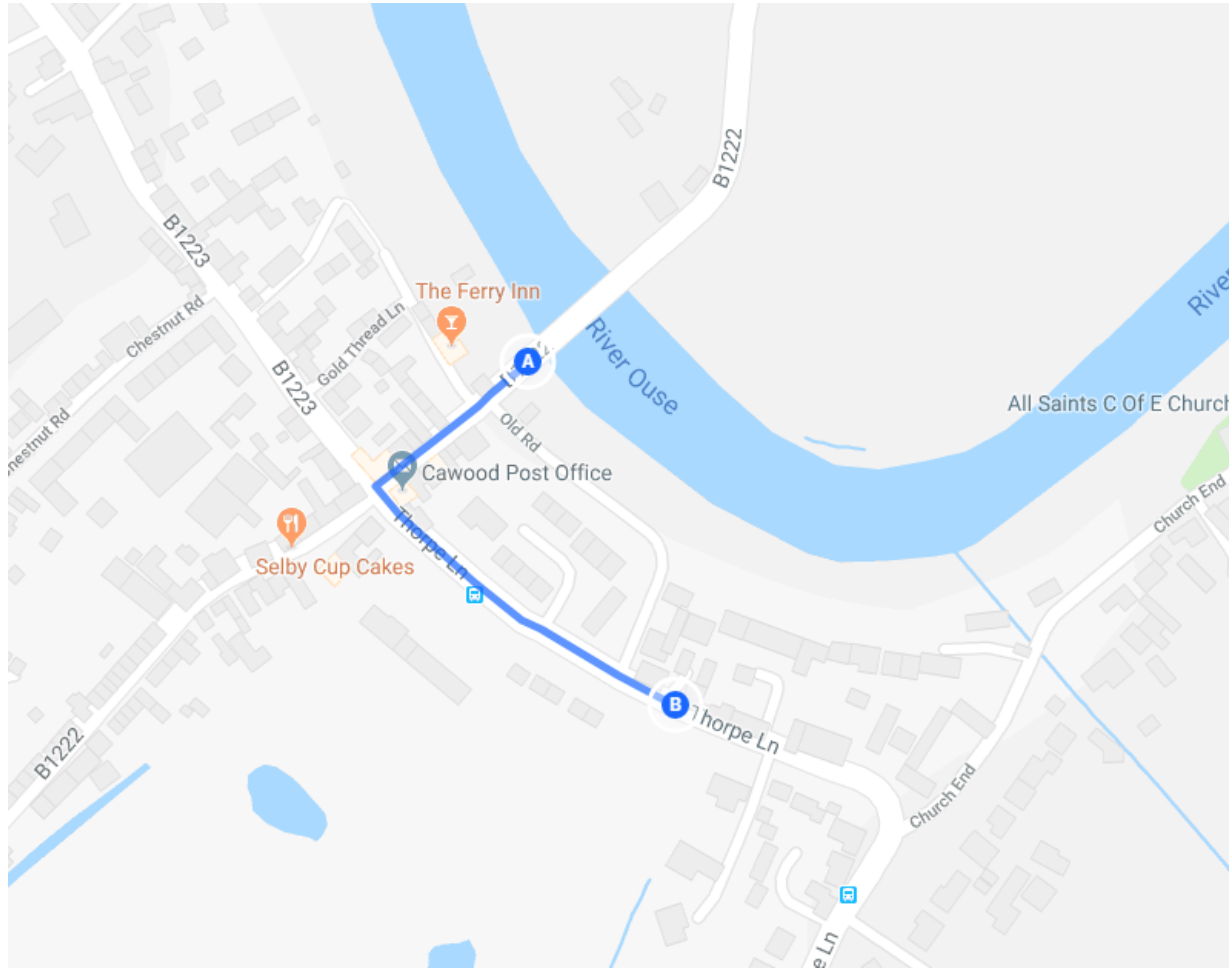 B1222
B1223
The Ferry Inn
River
Chestnut Rd
Gold Thread Ln
River Ouse
B1223
A
All Saints C Of E Church
Old Rd
Cawood Post Office
Church End
Thorpe Ln
Selby Cup Cakes
B
Thorpe Ln
B1222
Church End